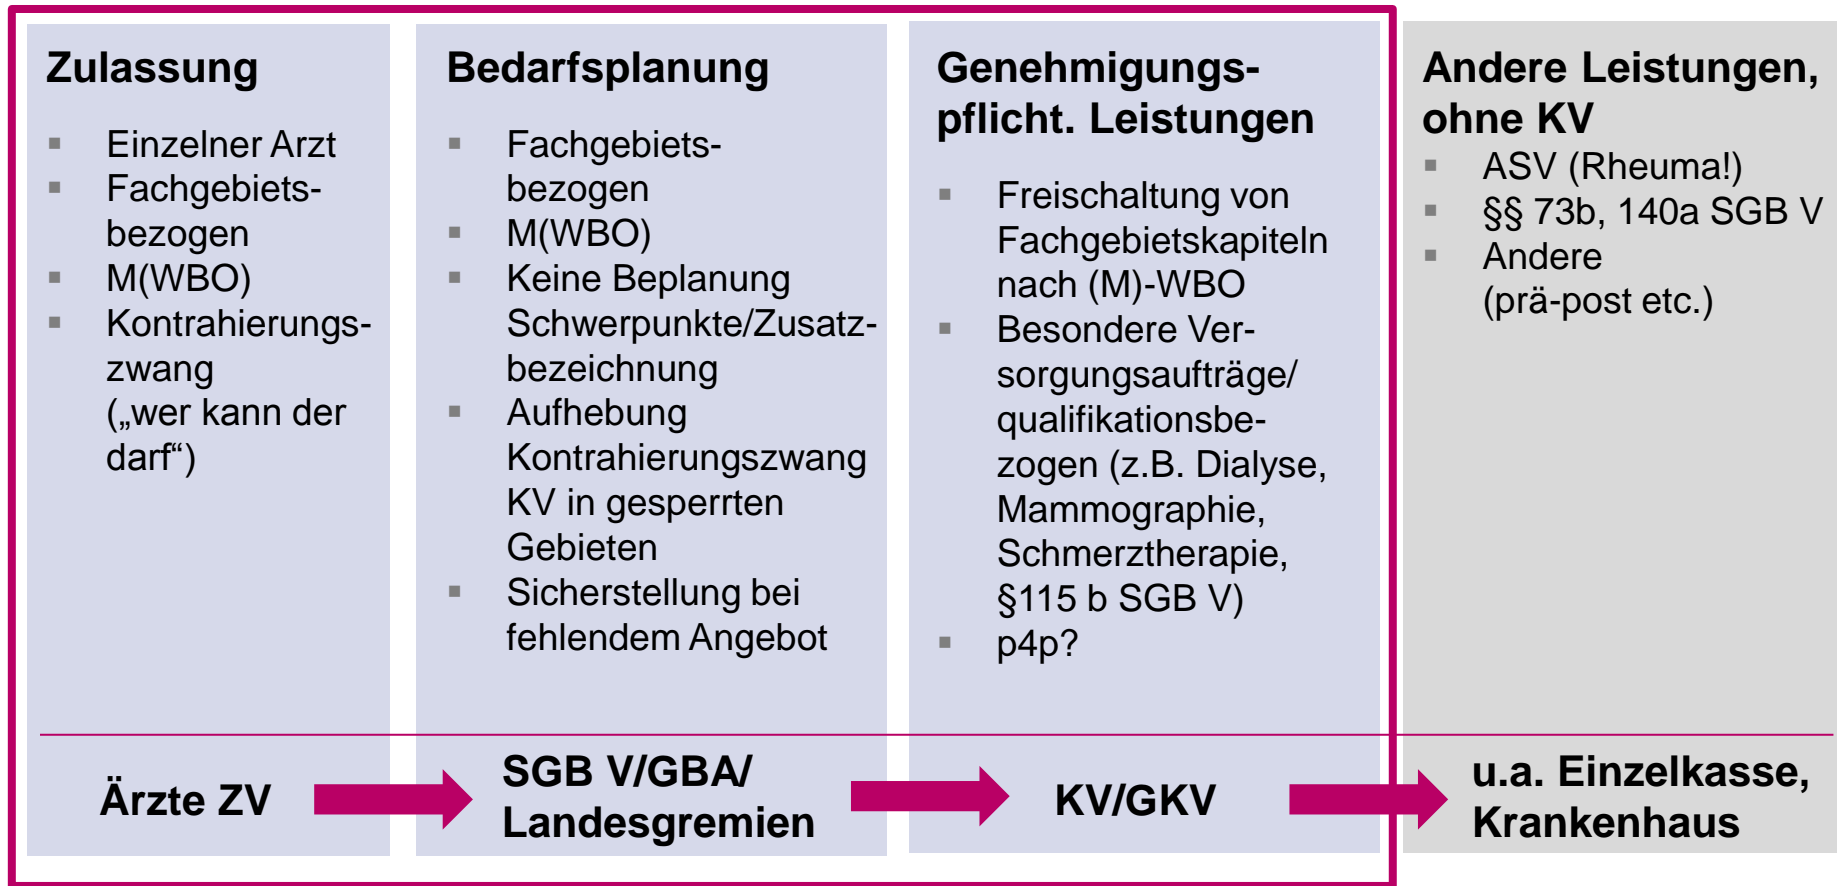 Zulassung
Einzelner Arzt
Fachgebiets-
bezogen
M(WBO)
Kontrahierungs-
zwang
(„wer kann der
darf“)
Ärzte ZV
Bedarfsplanung
Fachgebiets-
bezogen
M(WBO)
Keine Beplanung
Schwerpunkte/Zusatz-
bezeichnung
Aufhebung
Kontrahierungszwang
KV in gesperrten
Gebieten
Sicherstellung bei
fehlendem Angebot
SGB V/GBA/
Landesgremien
Genehmigungs-
pflicht. Leistungen
Freischaltung von
Fachgebietskapiteln
nach (M)-WBO
Besondere Ver-
sorgungsaufträge/
qualifikationsbe-
zogen (z.B. Dialyse,
Mammographie,
Schmerztherapie,
§115 b SGB V)
p4p?
KV/GKV
Andere Leistungen,
ohne KV
ASV (Rheuma!)
§§ 73b, 140a SGB V
Andere
(prä-post etc.)
u.a. Einzelkasse,
Krankenhaus